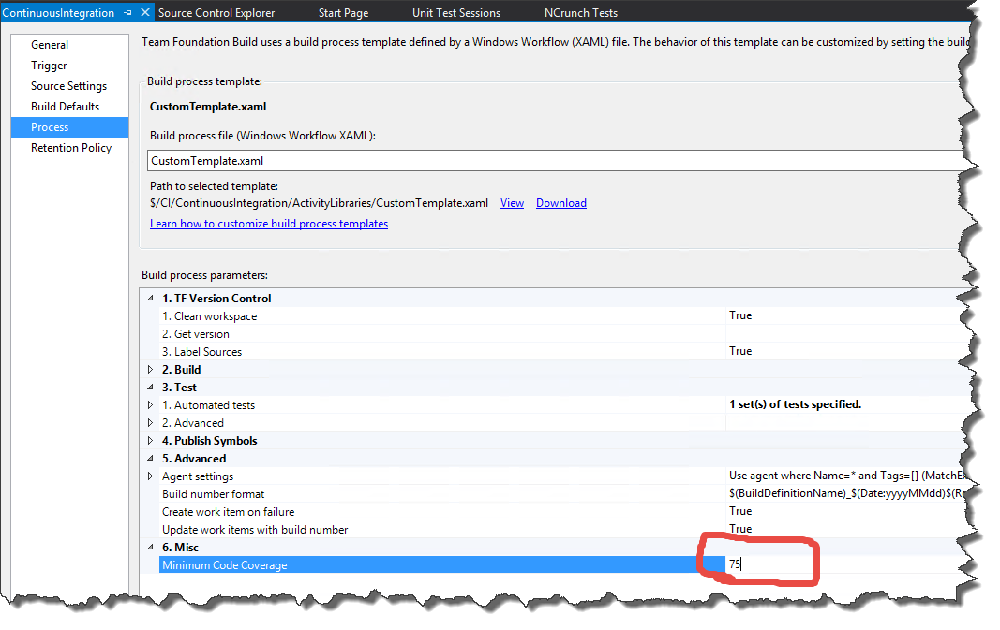 ContinuousIntegration Source Control Explorer Start Page Unit Test Sessions NCrunch Tests
General
Trigger
Source Settings
Build Defaults
Process
Retention Policy
Team Foundation Build uses a build process template defined by a Windows Workflow (XAML) file. The behavior of this template can be customized by setting the build
Build process template:
CustomTemplate.xaml
Build process file (Windows Workflow XAML):
CustomTemplate.xaml
Path to selected template:
$/CI/ContinuousIntegration/ActivityLibraries/CustomTemplate.xaml View Download
Learn how to customize build process templates
Build process parameters:
1. TF Version Control
1. Clean workspace True
2. Get version
3. Label Sources True
2. Build
3. Test
1. Automated tests 1 set(s) of tests specified.
2. Advanced
4. Publish Symbols
5. Advanced
Agent settings Use agent where Name=* and Tags=[] (MatchEx
Build number format $(BuildDefinitionName)_$(Date:yyyyMMdd)$(Re
Create work item on failure True
Update work items with build number True
6. Misc
Minimum Code Coverage 75